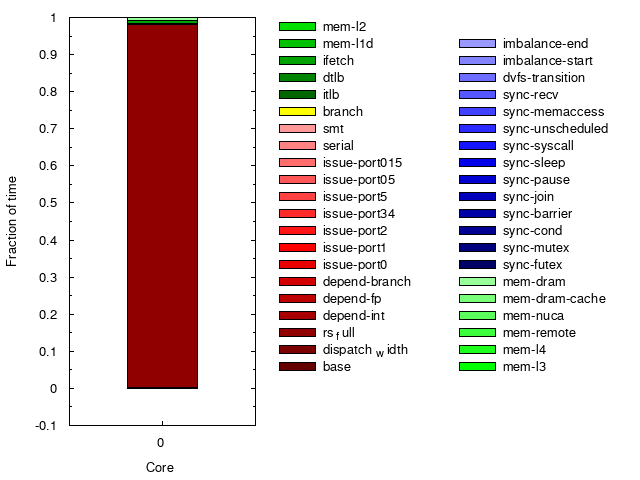 1
0.9
0.8
0.7
0.6
0.5
0.4
0.3
0.2
0.1
0
-0.1
Fraction of time
0
Core
mem-l2
mem-l1d
ifetch
dtlb
itlb
branch
smt
serial
issue-port015
issue-port05
issue-port5
issue-port34
issue-port2
issue-port1
issue-port0
depend-branch
depend-fp
depend-int
rsfull
dispatchwidth
base
imbalance-end
imbalance-start
dvfs-transition
sync-recv
sync-memaccess
sync-unscheduled
sync-syscall
sync-sleep
sync-pause
sync-join
sync-barrier
sync-cond
sync-mutex
sync-futex
mem-dram
mem-dram-cache
mem-nuca
mem-remote
mem-l4
mem-l3